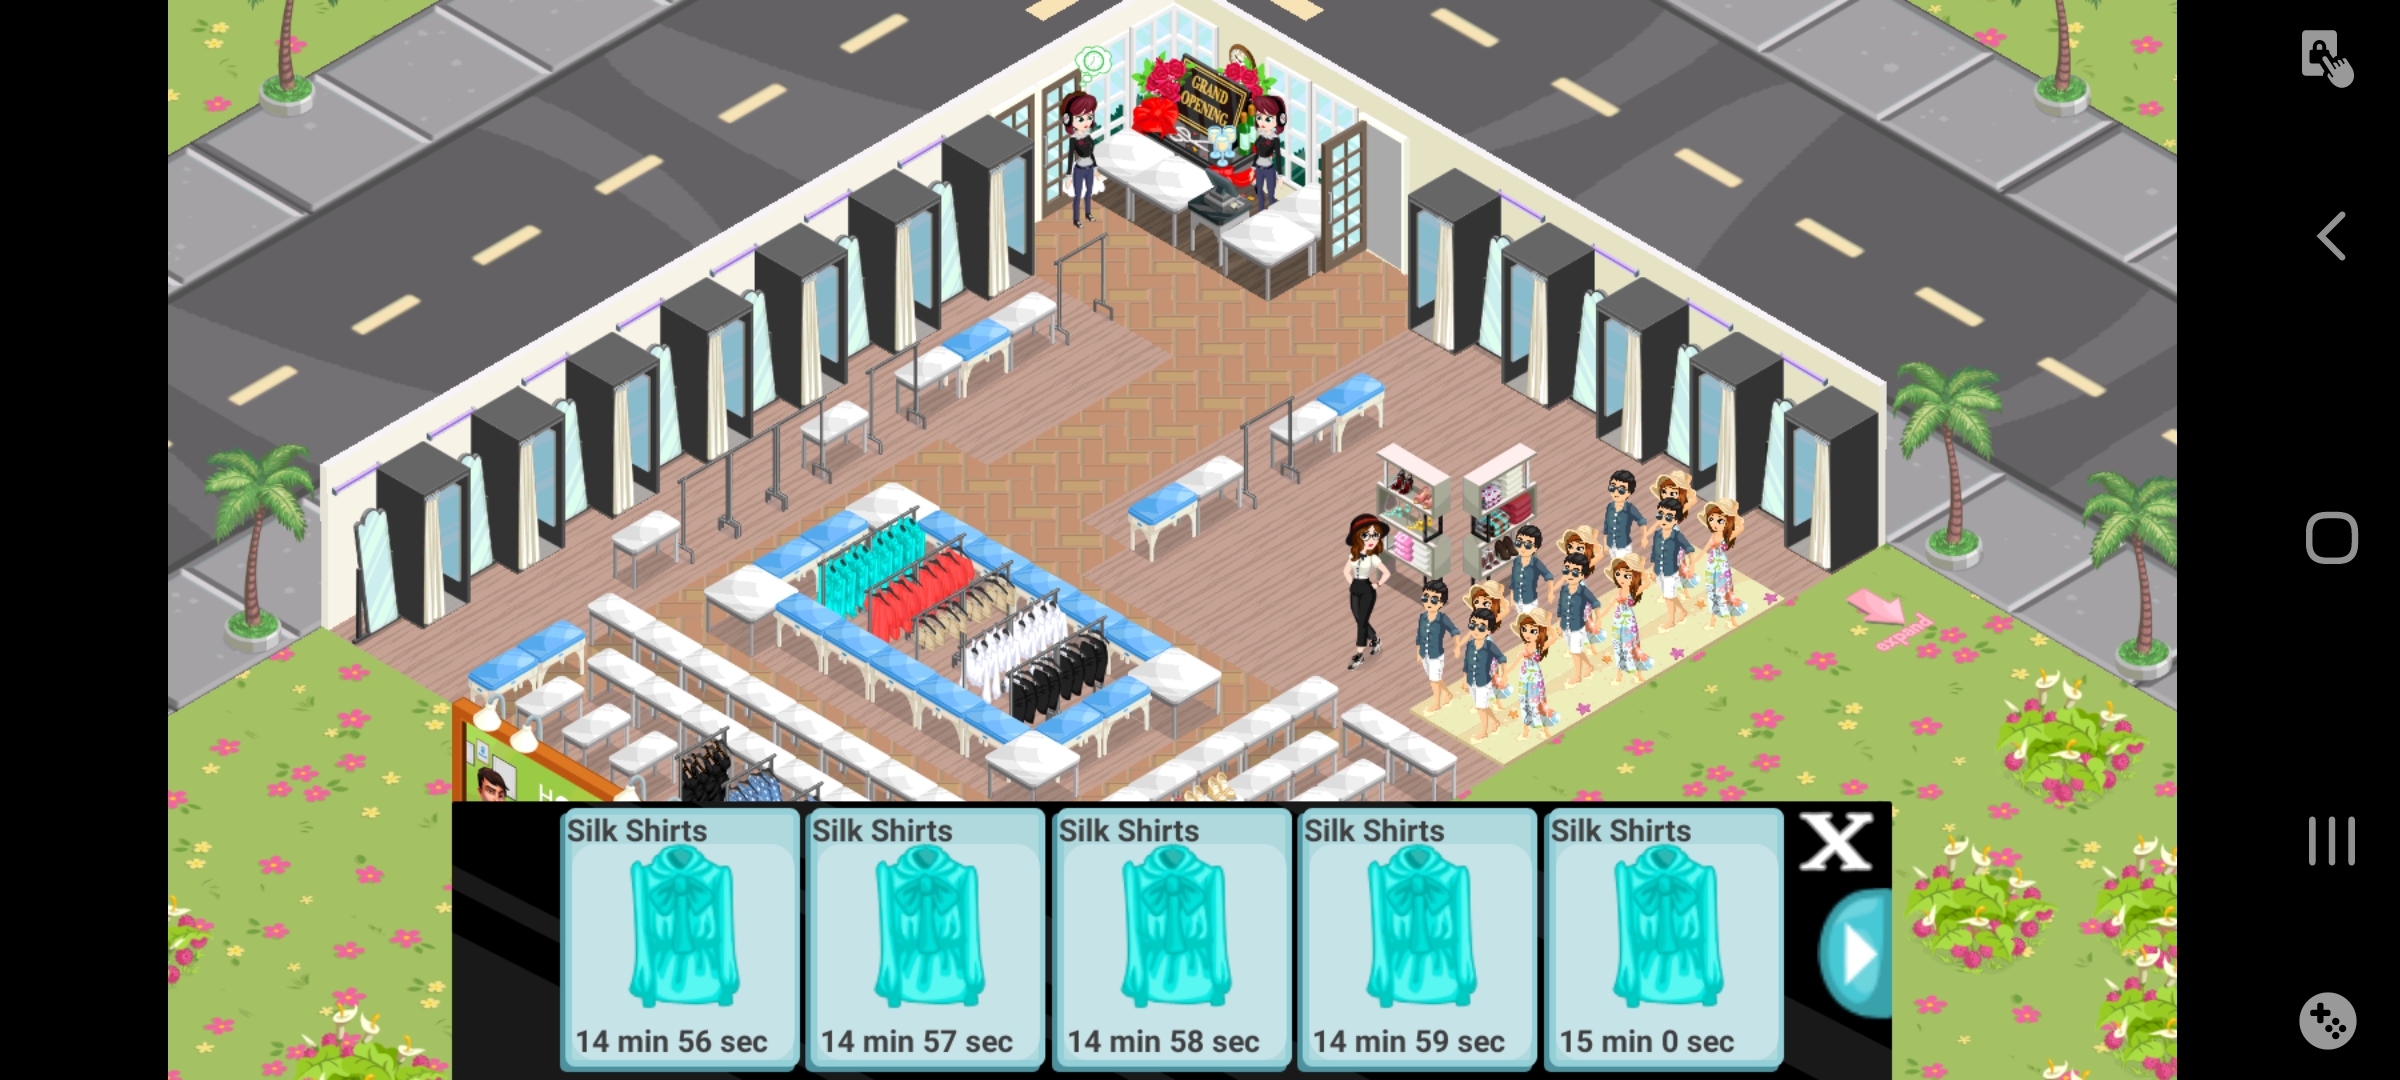 GRAND
OPENING
expand
Silk Shirts
14 min 56 sec
Silk Shirts
14 min 57 sec
Silk Shirts
14 min 58 sec
Silk Shirts
14 min 59 sec
Silk Shirts
15 min 0 sec
X